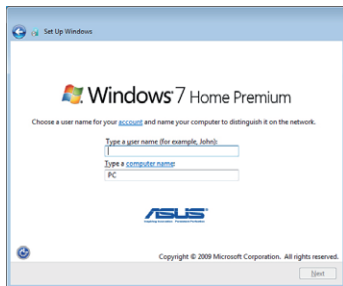 Set Up Windows
Windows 7 Home Premium
Choose a user name for your account and name your computer to distinguish it on the network.
Type a user name (for example, John):
Type a computer name:
PC
ASUS
Copyright © 2009 Microsoft Corporation. All rights reserved.
Next